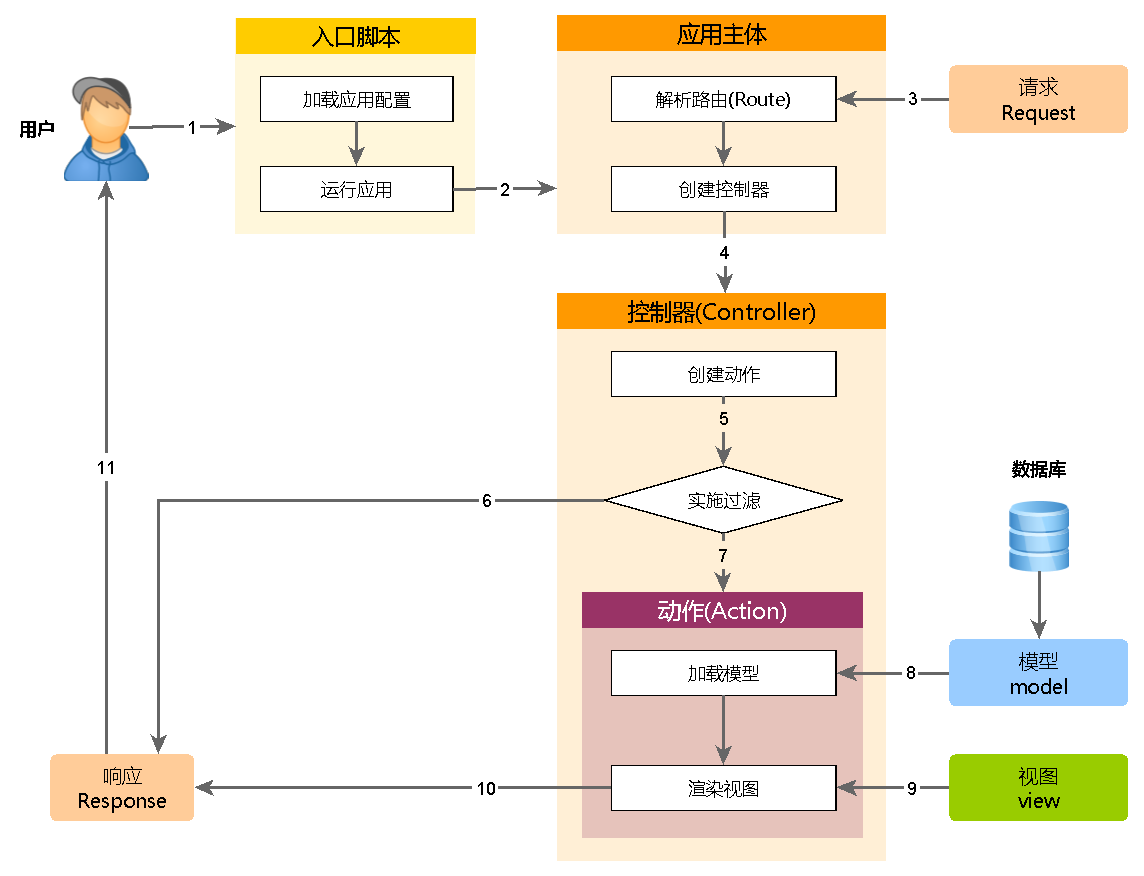 入口脚本
加载应用配置
运行应用
用户
1
2
应用主体
解析路由(Route)
创建控制器
3
请求
Request
4
控制器(Controller)
创建动作
5
实施过滤
6
7
动作(Action)
加载模型
渲染视图
数据库
8
模型
model
9
视图
view
10
响应
Response
11